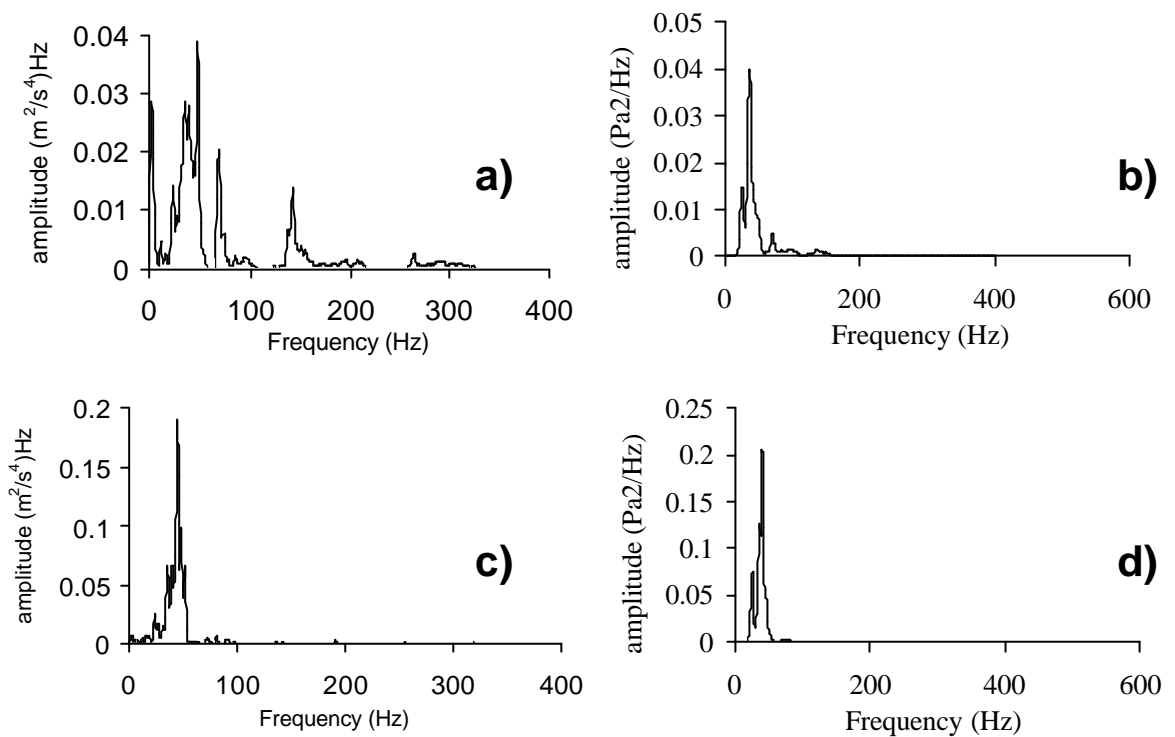 0.04
0.03
0.02
0.01
0
amplitude (m²/s⁴)Hz
0 100 200 300 400
Frequency (Hz)
a)
0.05
0.04
0.03
0.02
0.01
0
amplitude (Pa2/Hz)
0 200 400 600
Frequency (Hz)
b)
0.2
0.15
0.1
0.05
0
amplitude (m²/s⁴)Hz
0 100 200 300 400
Frequency (Hz)
c)
0.25
0.2
0.15
0.1
0.05
0
amplitude (Pa2/Hz)
0 200 400 600
Frequency (Hz)
d)